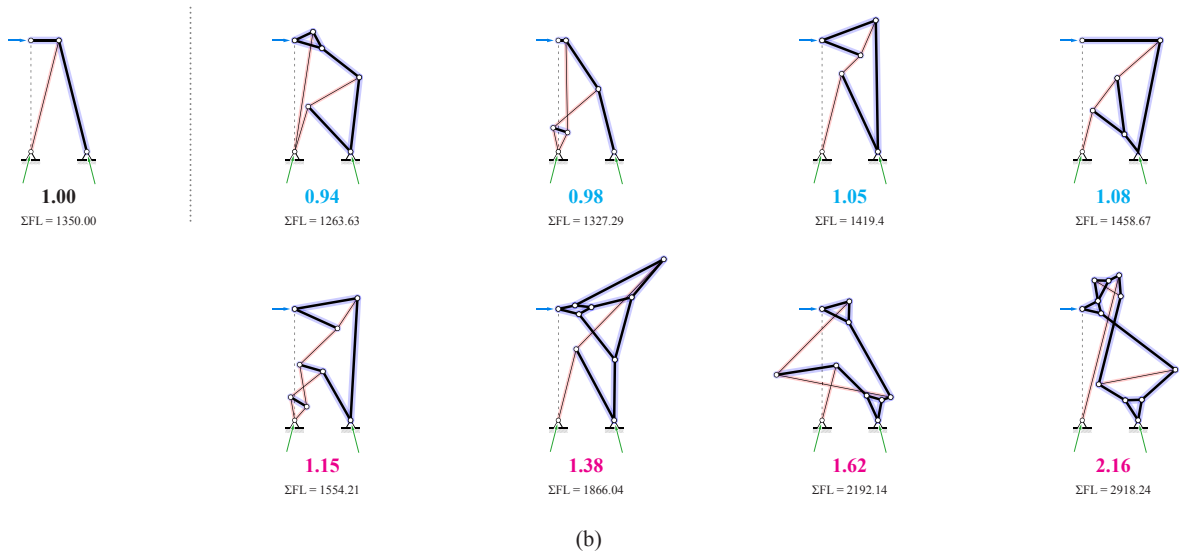 1.00 0.94 0.98 1.05 1.08
ΣFL = 1350.00 ΣFL = 1263.63 ΣFL = 1327.29 ΣFL = 1419.4 ΣFL = 1458.67
1.15 1.38 1.62 2.16
ΣFL = 1554.21 ΣFL = 1866.04 ΣFL = 2192.14 ΣFL = 2918.24
(b)